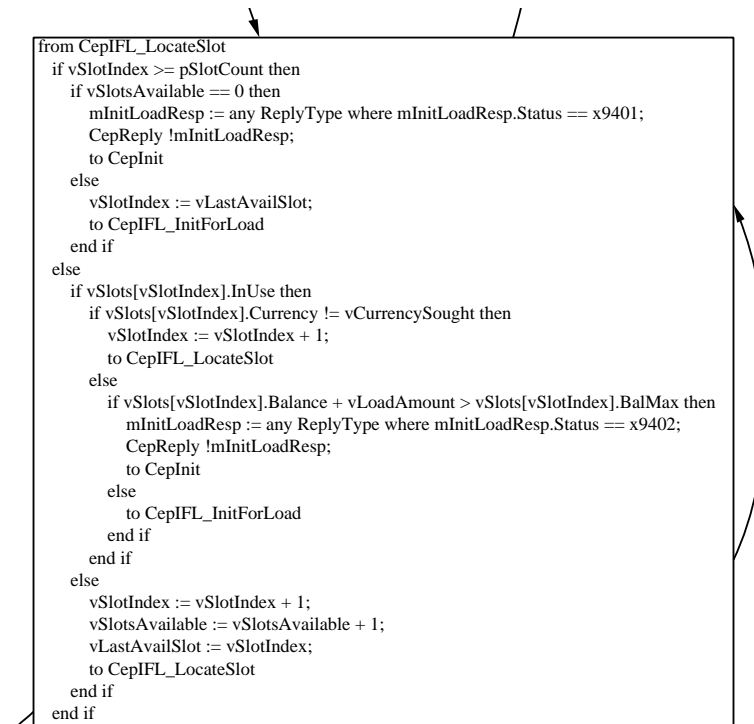 from CepIFL_LocateSlot
if vSlotIndex >= pSlotCount then
if vSlotsAvailable == 0 then
mInitLoadResp := any ReplyType where mInitLoadResp.Status == x9401;
CepReply !mInitLoadResp;
to CepInit
else
vSlotIndex := vLastAvailSlot;
to CepIFL_InitForLoad
end if
else
if vSlots[vSlotIndex].InUse then
if vSlots[vSlotIndex].Currency != vCurrencySought then
vSlotIndex := vSlotIndex + 1;
to CepIFL_LocateSlot
else
if vSlots[vSlotIndex].Balance + vLoadAmount > vSlots[vSlotIndex].BalMax then
mInitLoadResp := any ReplyType where mInitLoadResp.Status == x9402;
CepReply !mInitLoadResp;
to CepInit
else
to CepIFL_InitForLoad
end if
end if
else
vSlotIndex := vSlotIndex + 1;
vSlotsAvailable := vSlotsAvailable + 1;
vLastAvailSlot := vSlotIndex;
to CepIFL_LocateSlot
end if
end if